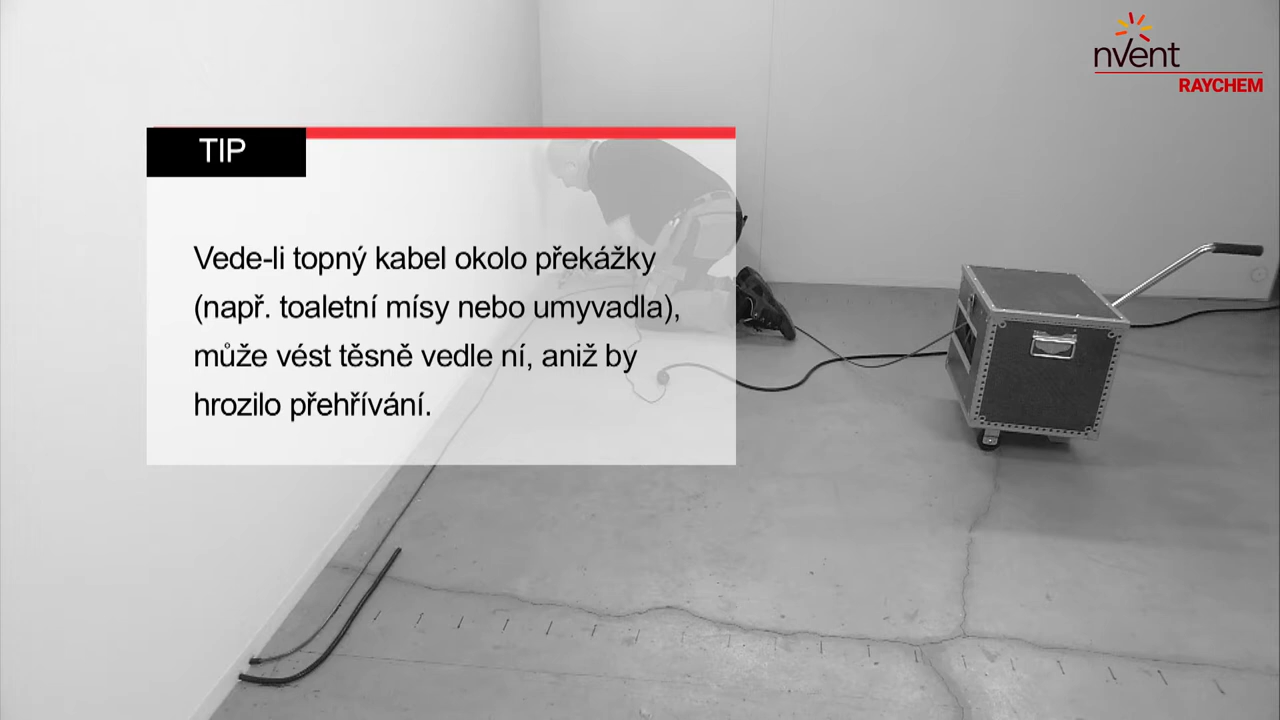 nVent
RAYCHEM
TIP
Vede-li topný kabel okolo překážky
(např. toaletní mísy nebo umyvadla),
může vést těsně vedle ní, aniž by
hrozilo přehřívání.